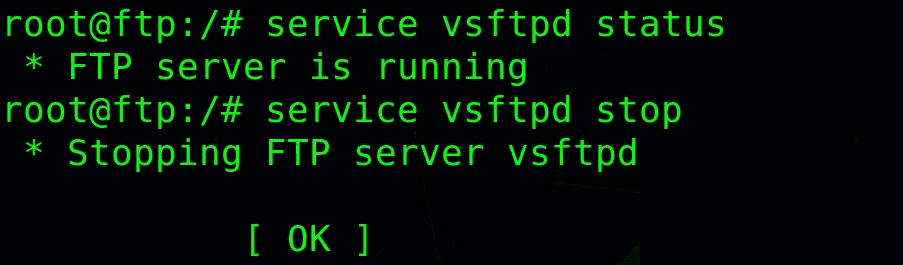 root@ftp:/# service vsftpd status
* FTP server is running
root@ftp:/# service vsftpd stop
* Stopping FTP server vsftpd
[ OK ]